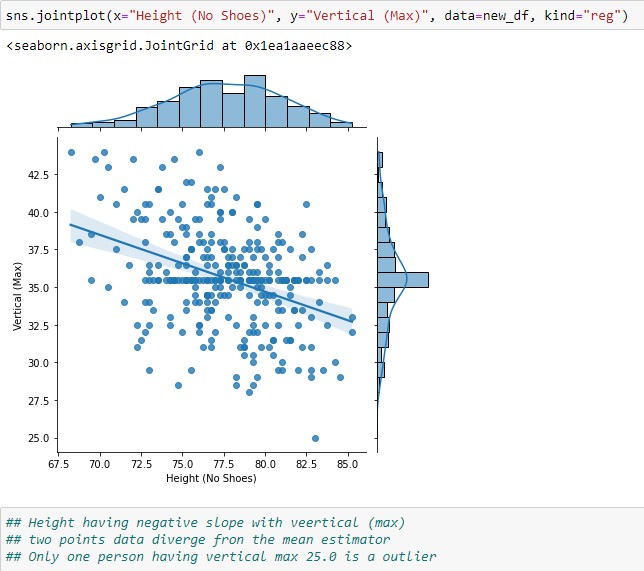 sns.jointplot(x="Height (No Shoes)", y="Vertical (Max)", data=new_df, kind="reg")
<seaborn.axisgrid.JointGrid at 0x1ea1aaeec88>
42.5
40.0
37.5
35.0
32.5
30.0
27.5
25.0
Vertical (Max)
67.5 70.0 72.5 75.0 77.5 80.0 82.5 85.0
Height (No Shoes)
## Height having negative slope with veertical (max)
## two points data diverge fron the mean estimator
## Only one person having vertical max 25.0 is a outlier